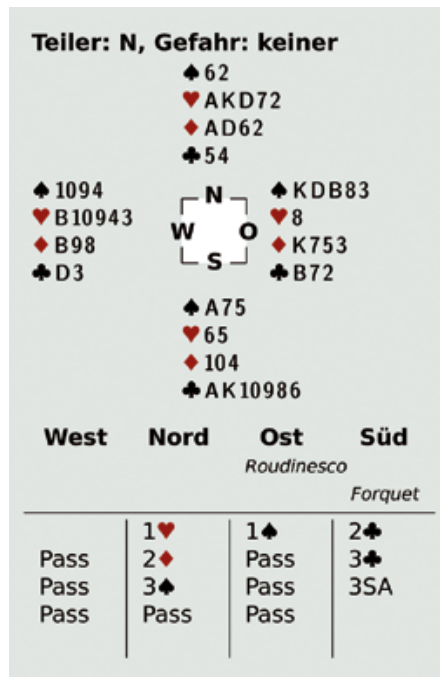 Teiler: N, Gefahr: keiner
♠ 62
♥ AKD72
♦ AD62
♣ 54
♠ 1094 N ♠ KDB83
♥ B10943 W O ♥ 8
♦ B98 S ♦ K753
♣ D3 ♣ B72
♠ A75
♥ 65
♦ 104
♣ AK10986
West Nord Ost Süd
Roudinesco
Forquet
1♥ 1♠ 2♣
Pass 2♦ Pass 3♣
Pass 3♠ Pass 3SA
Pass Pass Pass